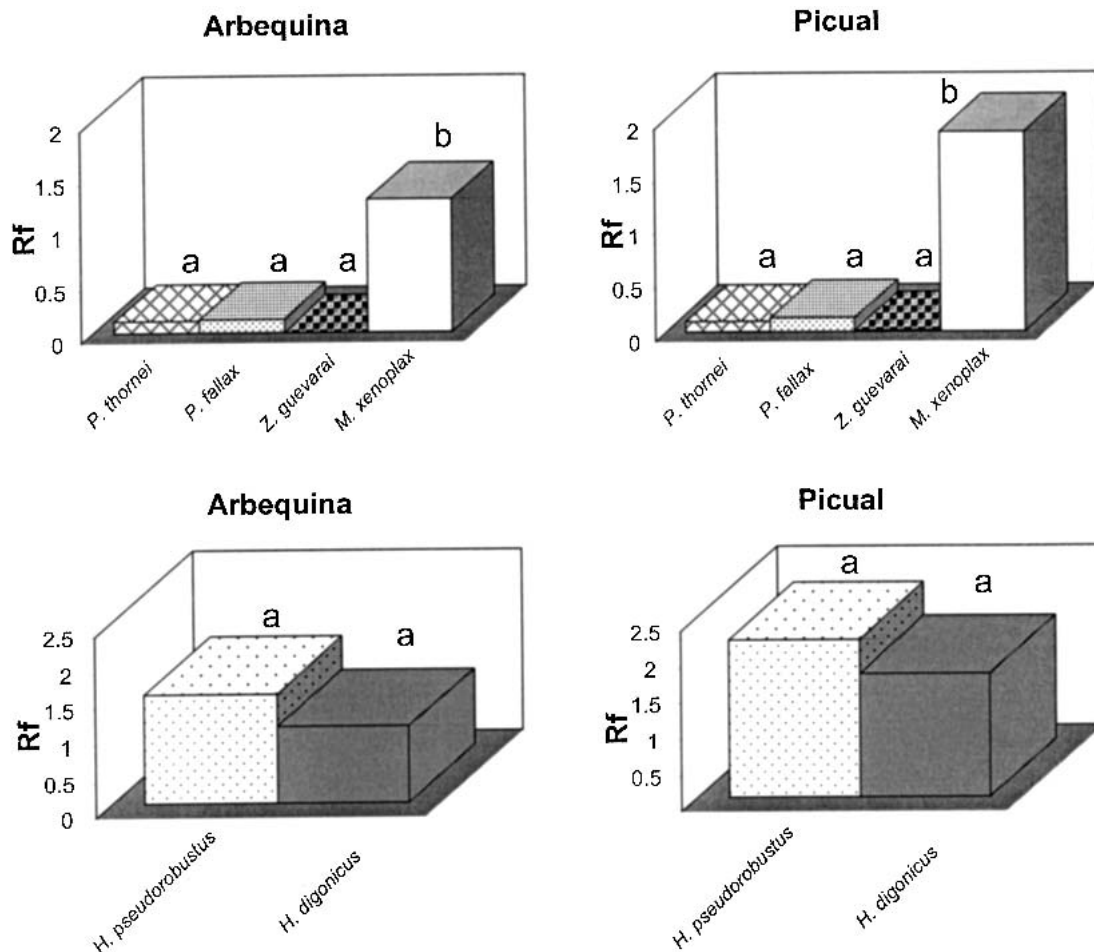 Arbequina
Rf
2
1.5
1
0.5
0
a
a
a
b
P. thornei
P. fallax
Z. guevarai
M. xenoplax
Picual
Rf
2
1.5
1
0.5
0
a
a
a
b
P. thornei
P. fallax
Z. guevarai
M. xenoplax
Arbequina
Rf
2.5
2
1.5
1
0.5
0
a
a
H. pseudorobustus
H. digonicus
Picual
Rf
2.5
2
1.5
1
0.5
a
a
H. pseudorobustus
H. digonicus